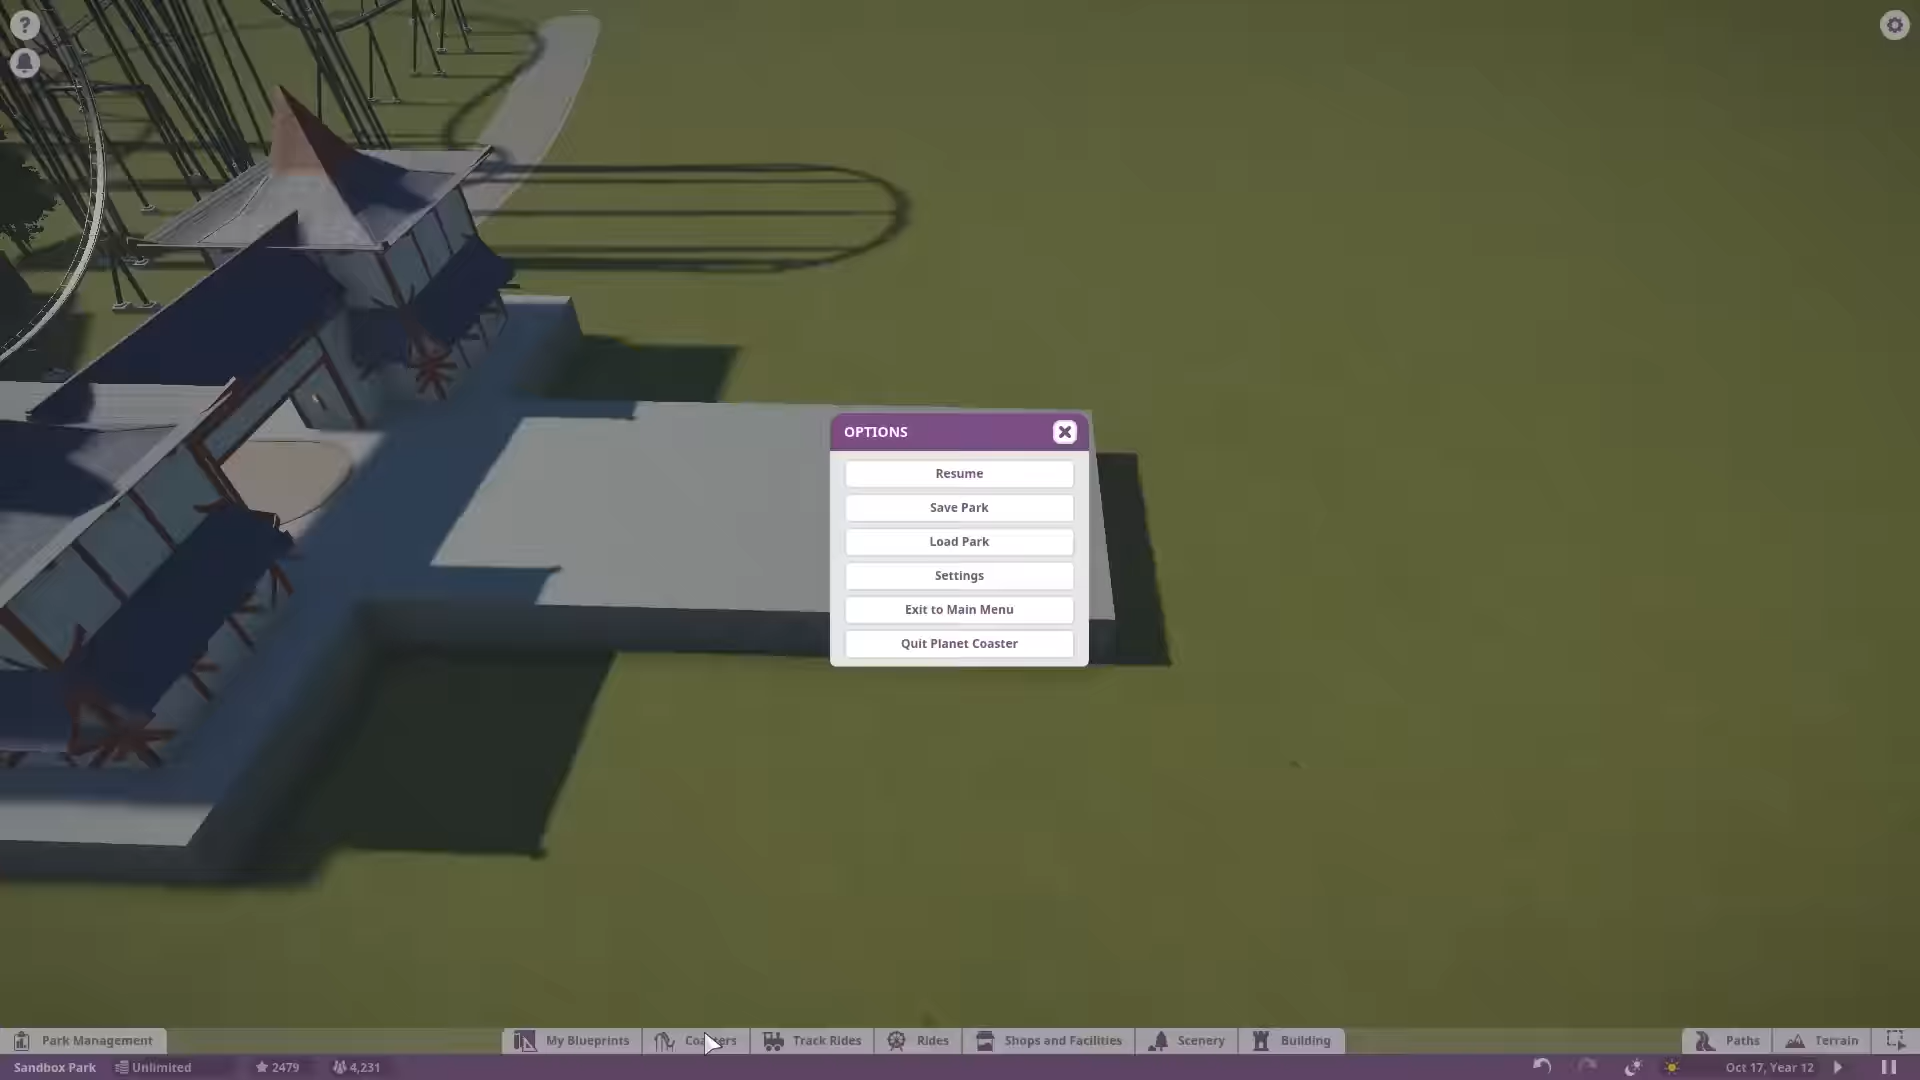 ?
OPTIONS
Resume
Save Park
Load Park
Settings
Exit to Main Menu
Quit Planet Coaster
Park Management
My Blueprints
Coasters
Track Rides
Rides
Shops and Facilities
Scenery
Building
Paths
Terrain
Sandbox Park
Unlimited
2479
4,231
Oct 17, Year 12